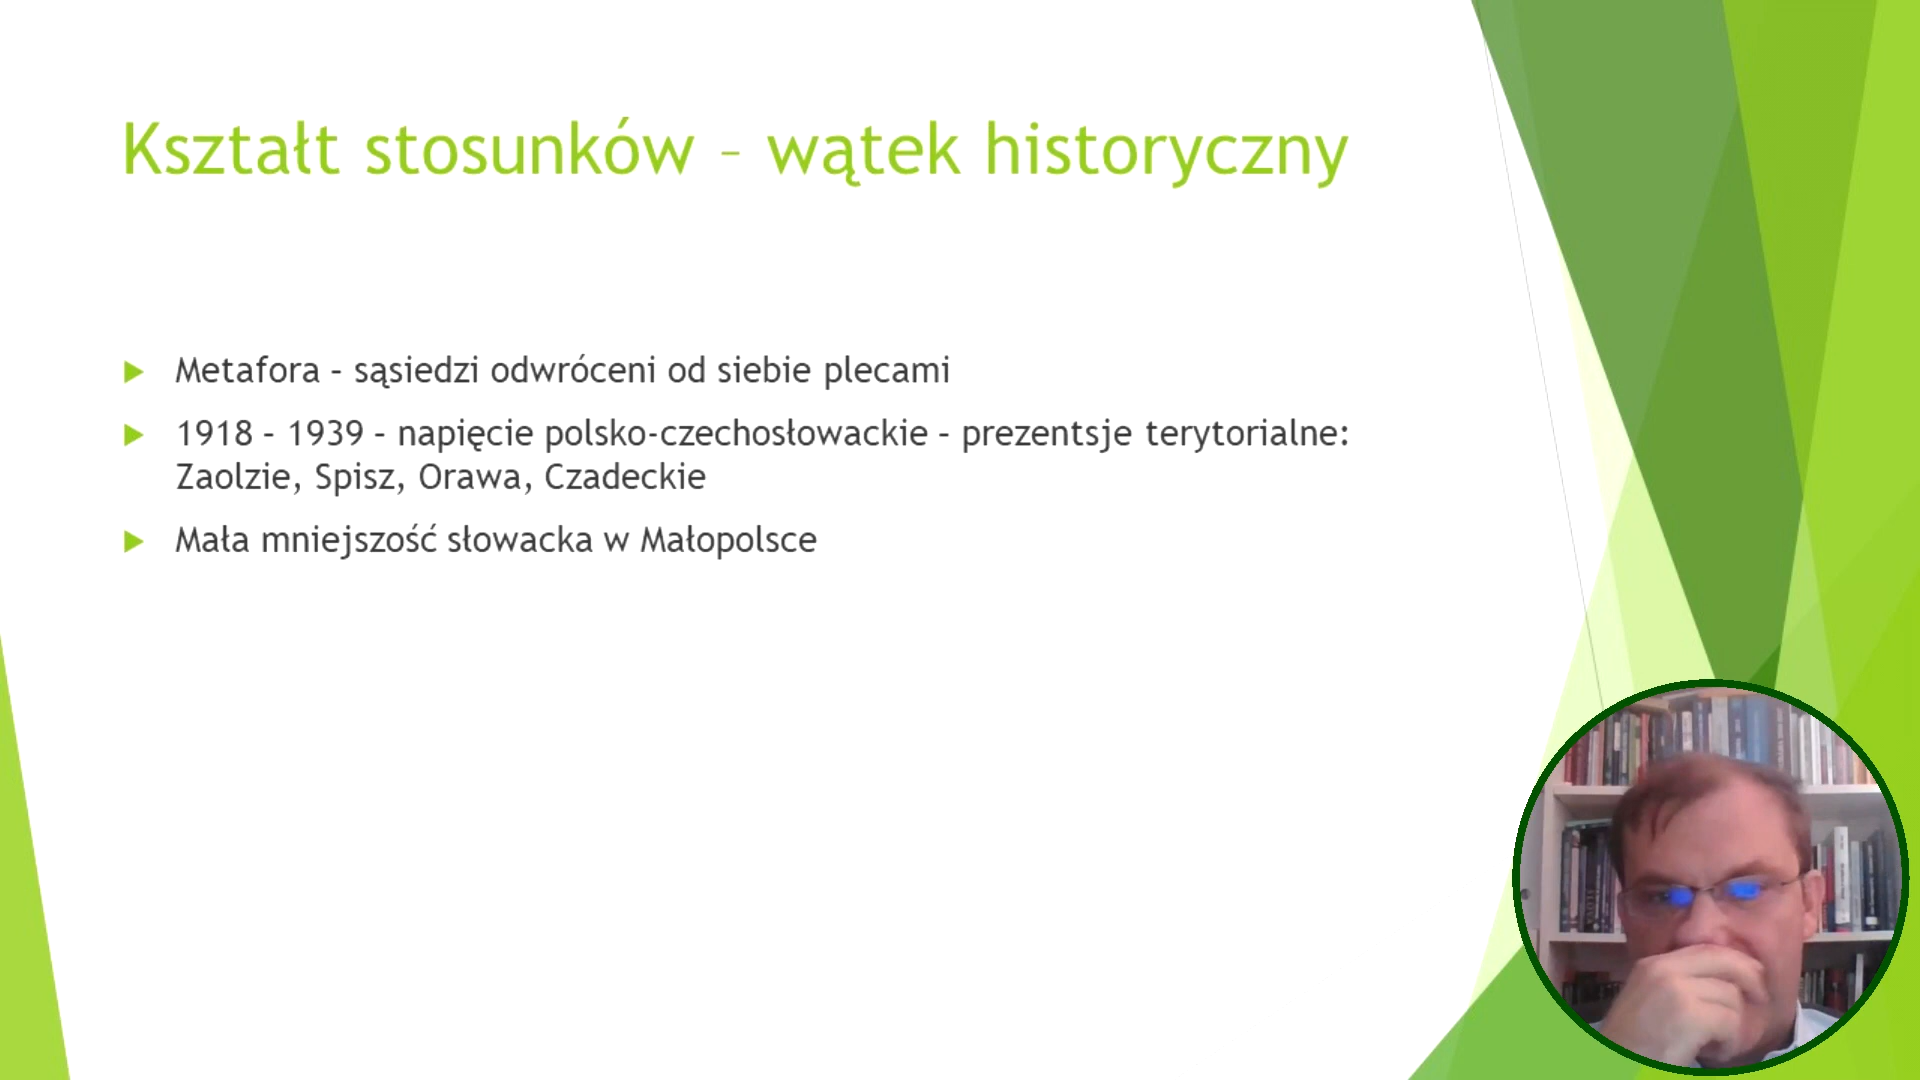 Kształt stosunków – wątek historyczny
Metafora – sąsiedzi odwróceni od siebie plecami
1918 – 1939 – napięcie polsko-czechosłowackie – prezentsje terytorialne:
Zaolzie, Spisz, Orawa, Czadeckie
Mała mniejszość słowacka w Małopolsce